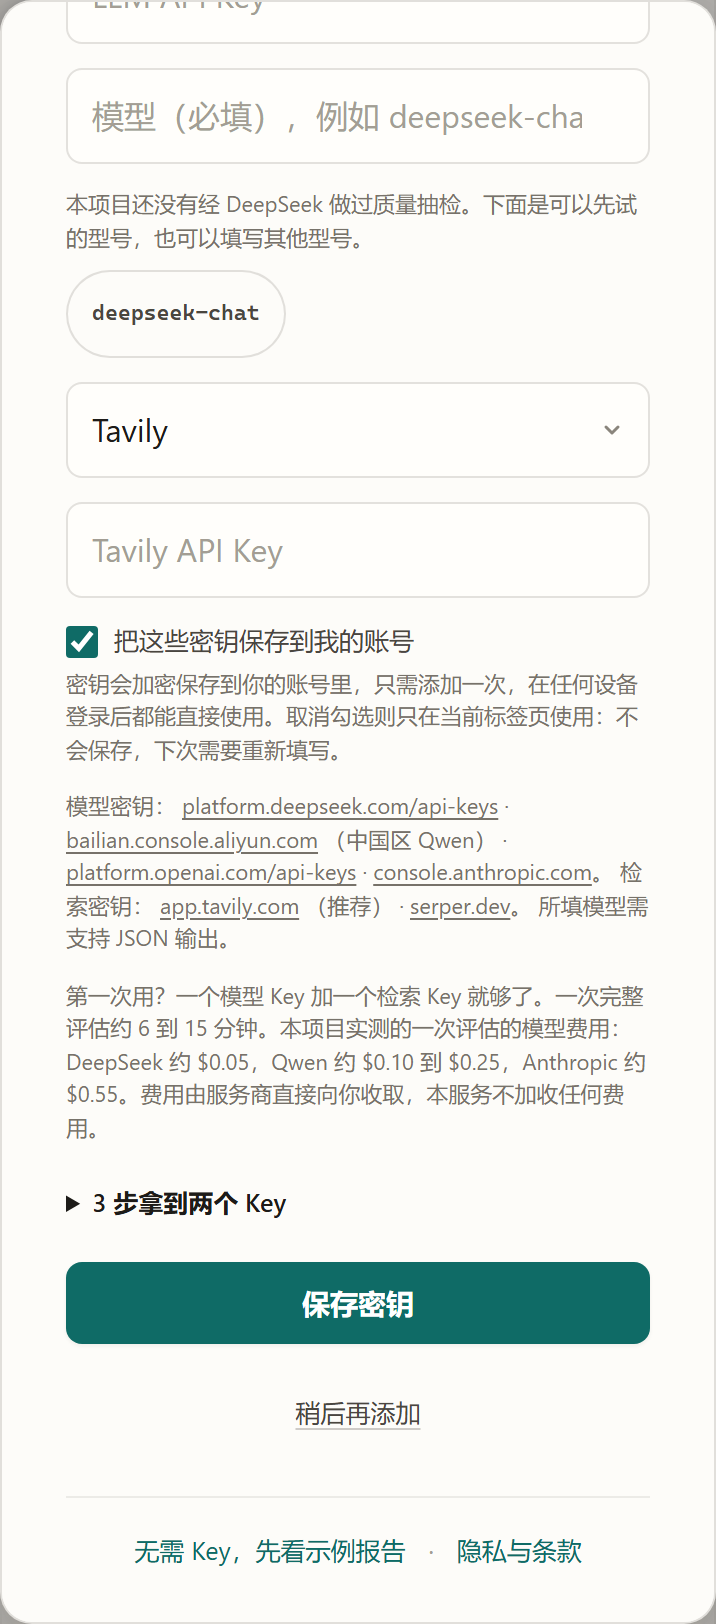 LLM API Key
模型（必填），例如 deepseek-cha
本项目还没有经 DeepSeek 做过质量抽检。下面是可以先试
的型号，也可以填写其他型号。
deepseek-chat
Tavily
Tavily API Key
把这些密钥保存到我的账号
密钥会加密保存到你的账号里，只需添加一次，在任何设备
登录后都能直接使用。取消勾选则只在当前标签页使用：不
会保存，下次需要重新填写。
模型密钥： platform.deepseek.com/api-keys ·
bailian.console.aliyun.com （中国区 Qwen） ·
platform.openai.com/api-keys · console.anthropic.com。 检
索密钥： app.tavily.com （推荐） · serper.dev。 所填模型需
支持 JSON 输出。
第一次用？一个模型 Key 加一个检索 Key 就够了。一次完整
评估约 6 到 15 分钟。本项目实测的一次评估的模型费用：
DeepSeek 约 $0.05，Qwen 约 $0.10 到 $0.25，Anthropic 约
$0.55。费用由服务商直接向你收取，本服务不加收任何费
用。
3 步拿到两个 Key
保存密钥
稍后再添加
无需 Key，先看示例报告 · 隐私与条款